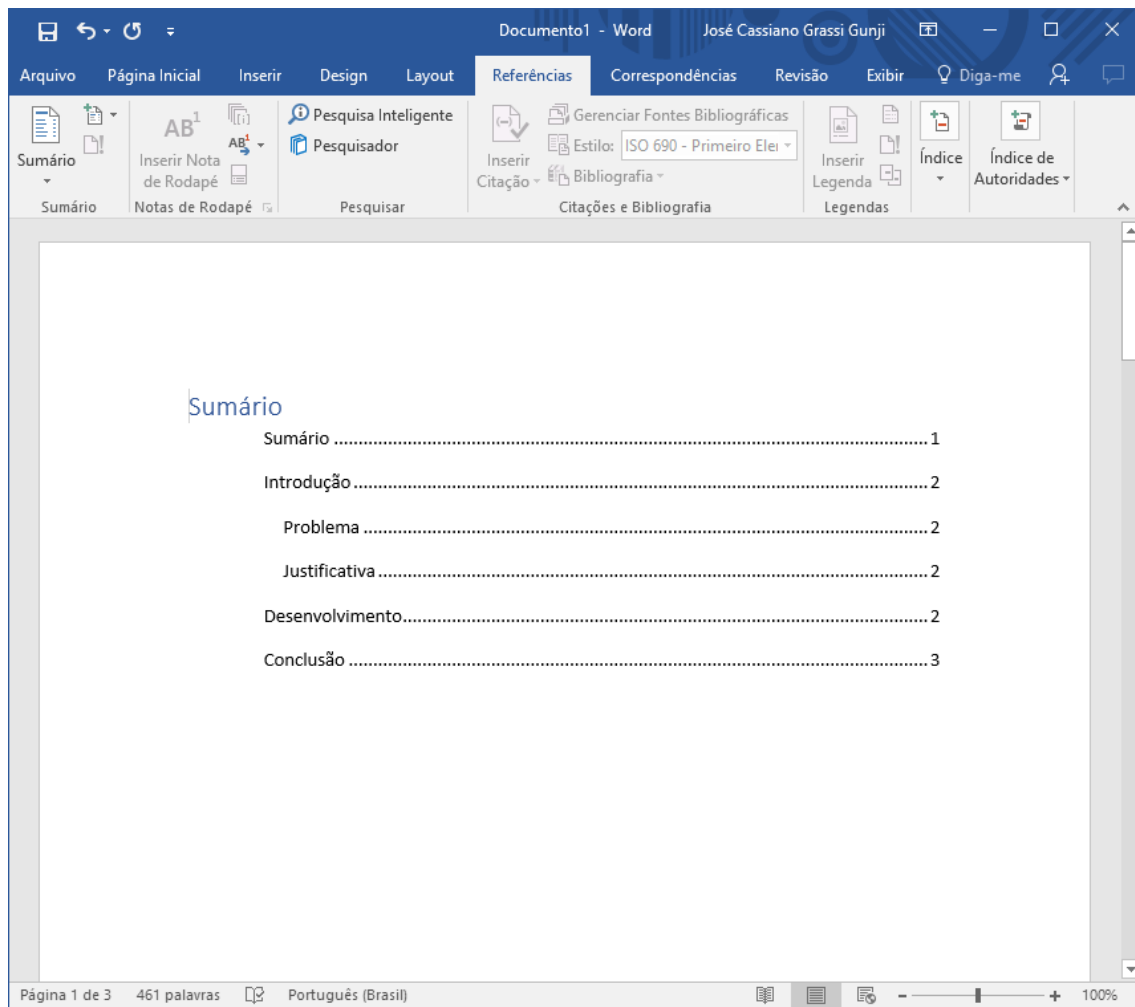 Documento1 - Word José Cassiano Grassi Gunji
Arquivo Página Inicial Inserir Design Layout Referências Correspondências Revisão Exibir Diga-me
Sumário
Sumário
AB1
Inserir Nota
de Rodapé
AB
Notas de Rodapé
Pesquisa Inteligente
Pesquisador
Pesquisar
Inserir
Citação
Gerenciar Fontes Bibliográficas
Estilo: ISO 690 - Primeiro Eler
Bibliografia
Citações e Bibliografia
Inserir
Legenda
Legendas
Índice
Índice de
Autoridades
Sumário
Sumário ........................................................................ 1
Introdução ........................................................................ 2
Problema ........................................................................ 2
Justificativa ........................................................................ 2
Desenvolvimento ........................................................................ 2
Conclusão ........................................................................ 3
Página 1 de 3 461 palavras Português (Brasil) - + 100%